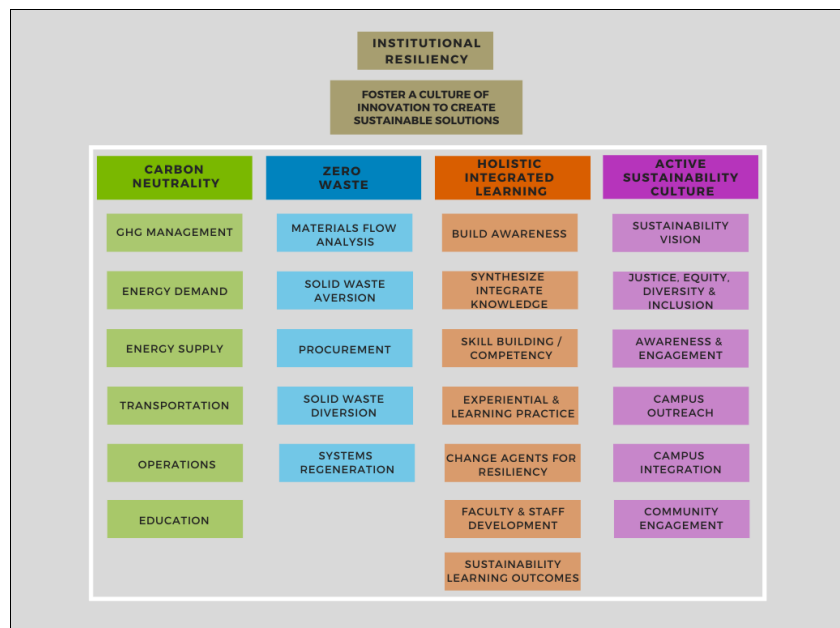 INSTITUTIONAL
RESILIENCY
FOSTER A CULTURE OF
INNOVATION TO CREATE
SUSTAINABLE SOLUTIONS
CARBON
NEUTRALITY
GHG MANAGEMENT
ENERGY DEMAND
ENERGY SUPPLY
TRANSPORTATION
OPERATIONS
EDUCATION
ZERO
WASTE
MATERIALS FLOW
ANALYSIS
SOLID WASTE
AVERSION
PROCUREMENT
SOLID WASTE
DIVERSION
SYSTEMS
REGENERATION
HOLISTIC
INTEGRATED
LEARNING
BUILD AWARENESS
SYNTHESIZE
INTEGRATE
KNOWLEDGE
SKILL BUILDING /
COMPETENCY
EXPERIENTIAL &
LEARNING PRACTICE
CHANGE AGENTS FOR
RESILIENCY
FACULTY & STAFF
DEVELOPMENT
SUSTAINABILITY
LEARNING OUTCOMES
ACTIVE
SUSTAINABILITY
CULTURE
SUSTAINABILITY
VISION
JUSTICE, EQUITY,
DIVERSITY &
INCLUSION
AWARENESS &
ENGAGEMENT
CAMPUS
OUTREACH
CAMPUS
INTEGRATION
COMMUNITY
ENGAGEMENT